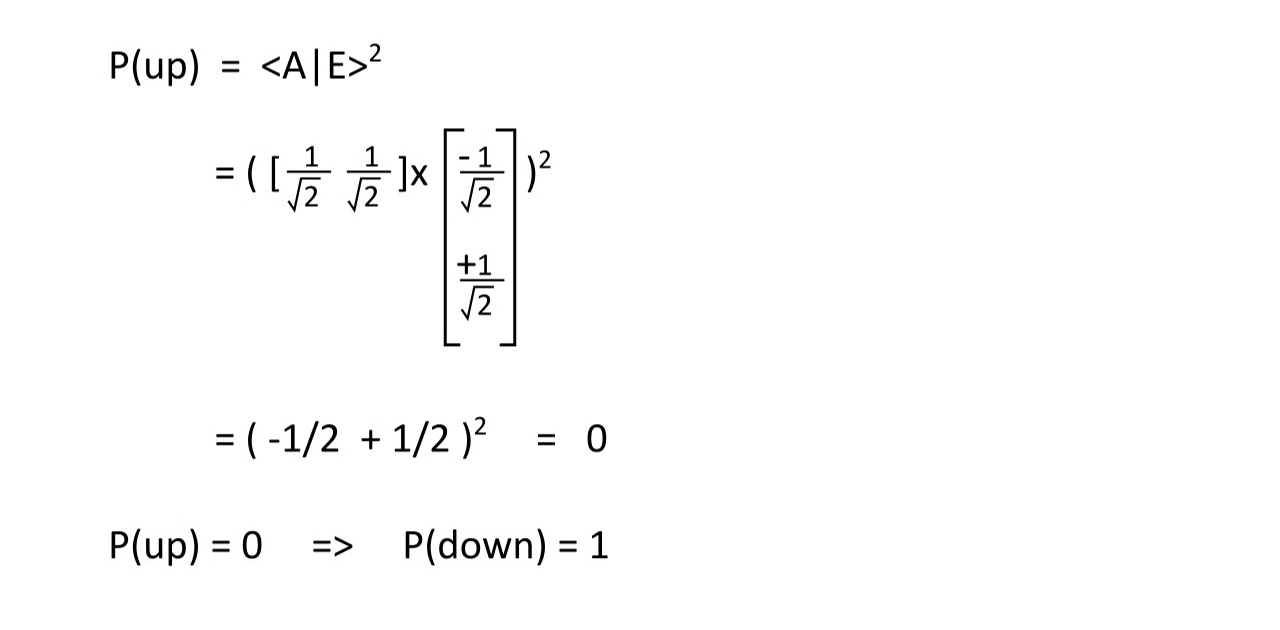 P(up) = <A|E>²
= ( [ 1/√2 1/√2 ]x [ -1/√2 +1/√2 ] )²
= ( -1/2 + 1/2 )² = 0
P(up) = 0 => P(down) = 1